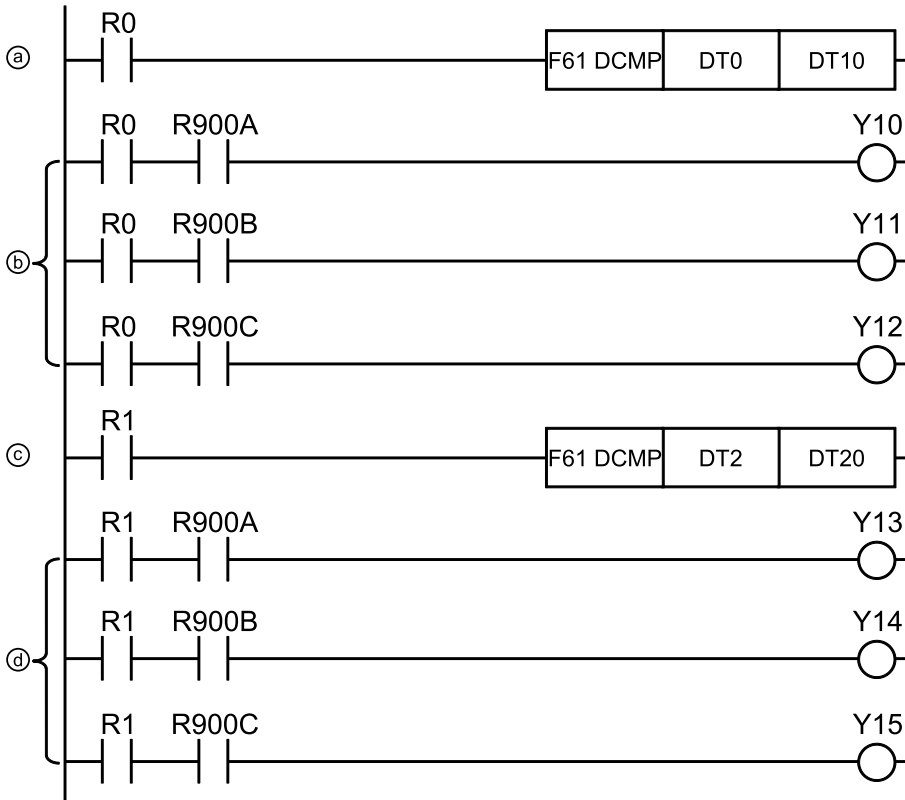 R0
ⓐ F61 DCMP DT0 DT10
R0 R900A Y10
R0 R900B Y11
ⓑ
R0 R900C Y12
R1
ⓒ F61 DCMP DT2 DT20
R1 R900A Y13
R1 R900B Y14
ⓓ
R1 R900C Y15